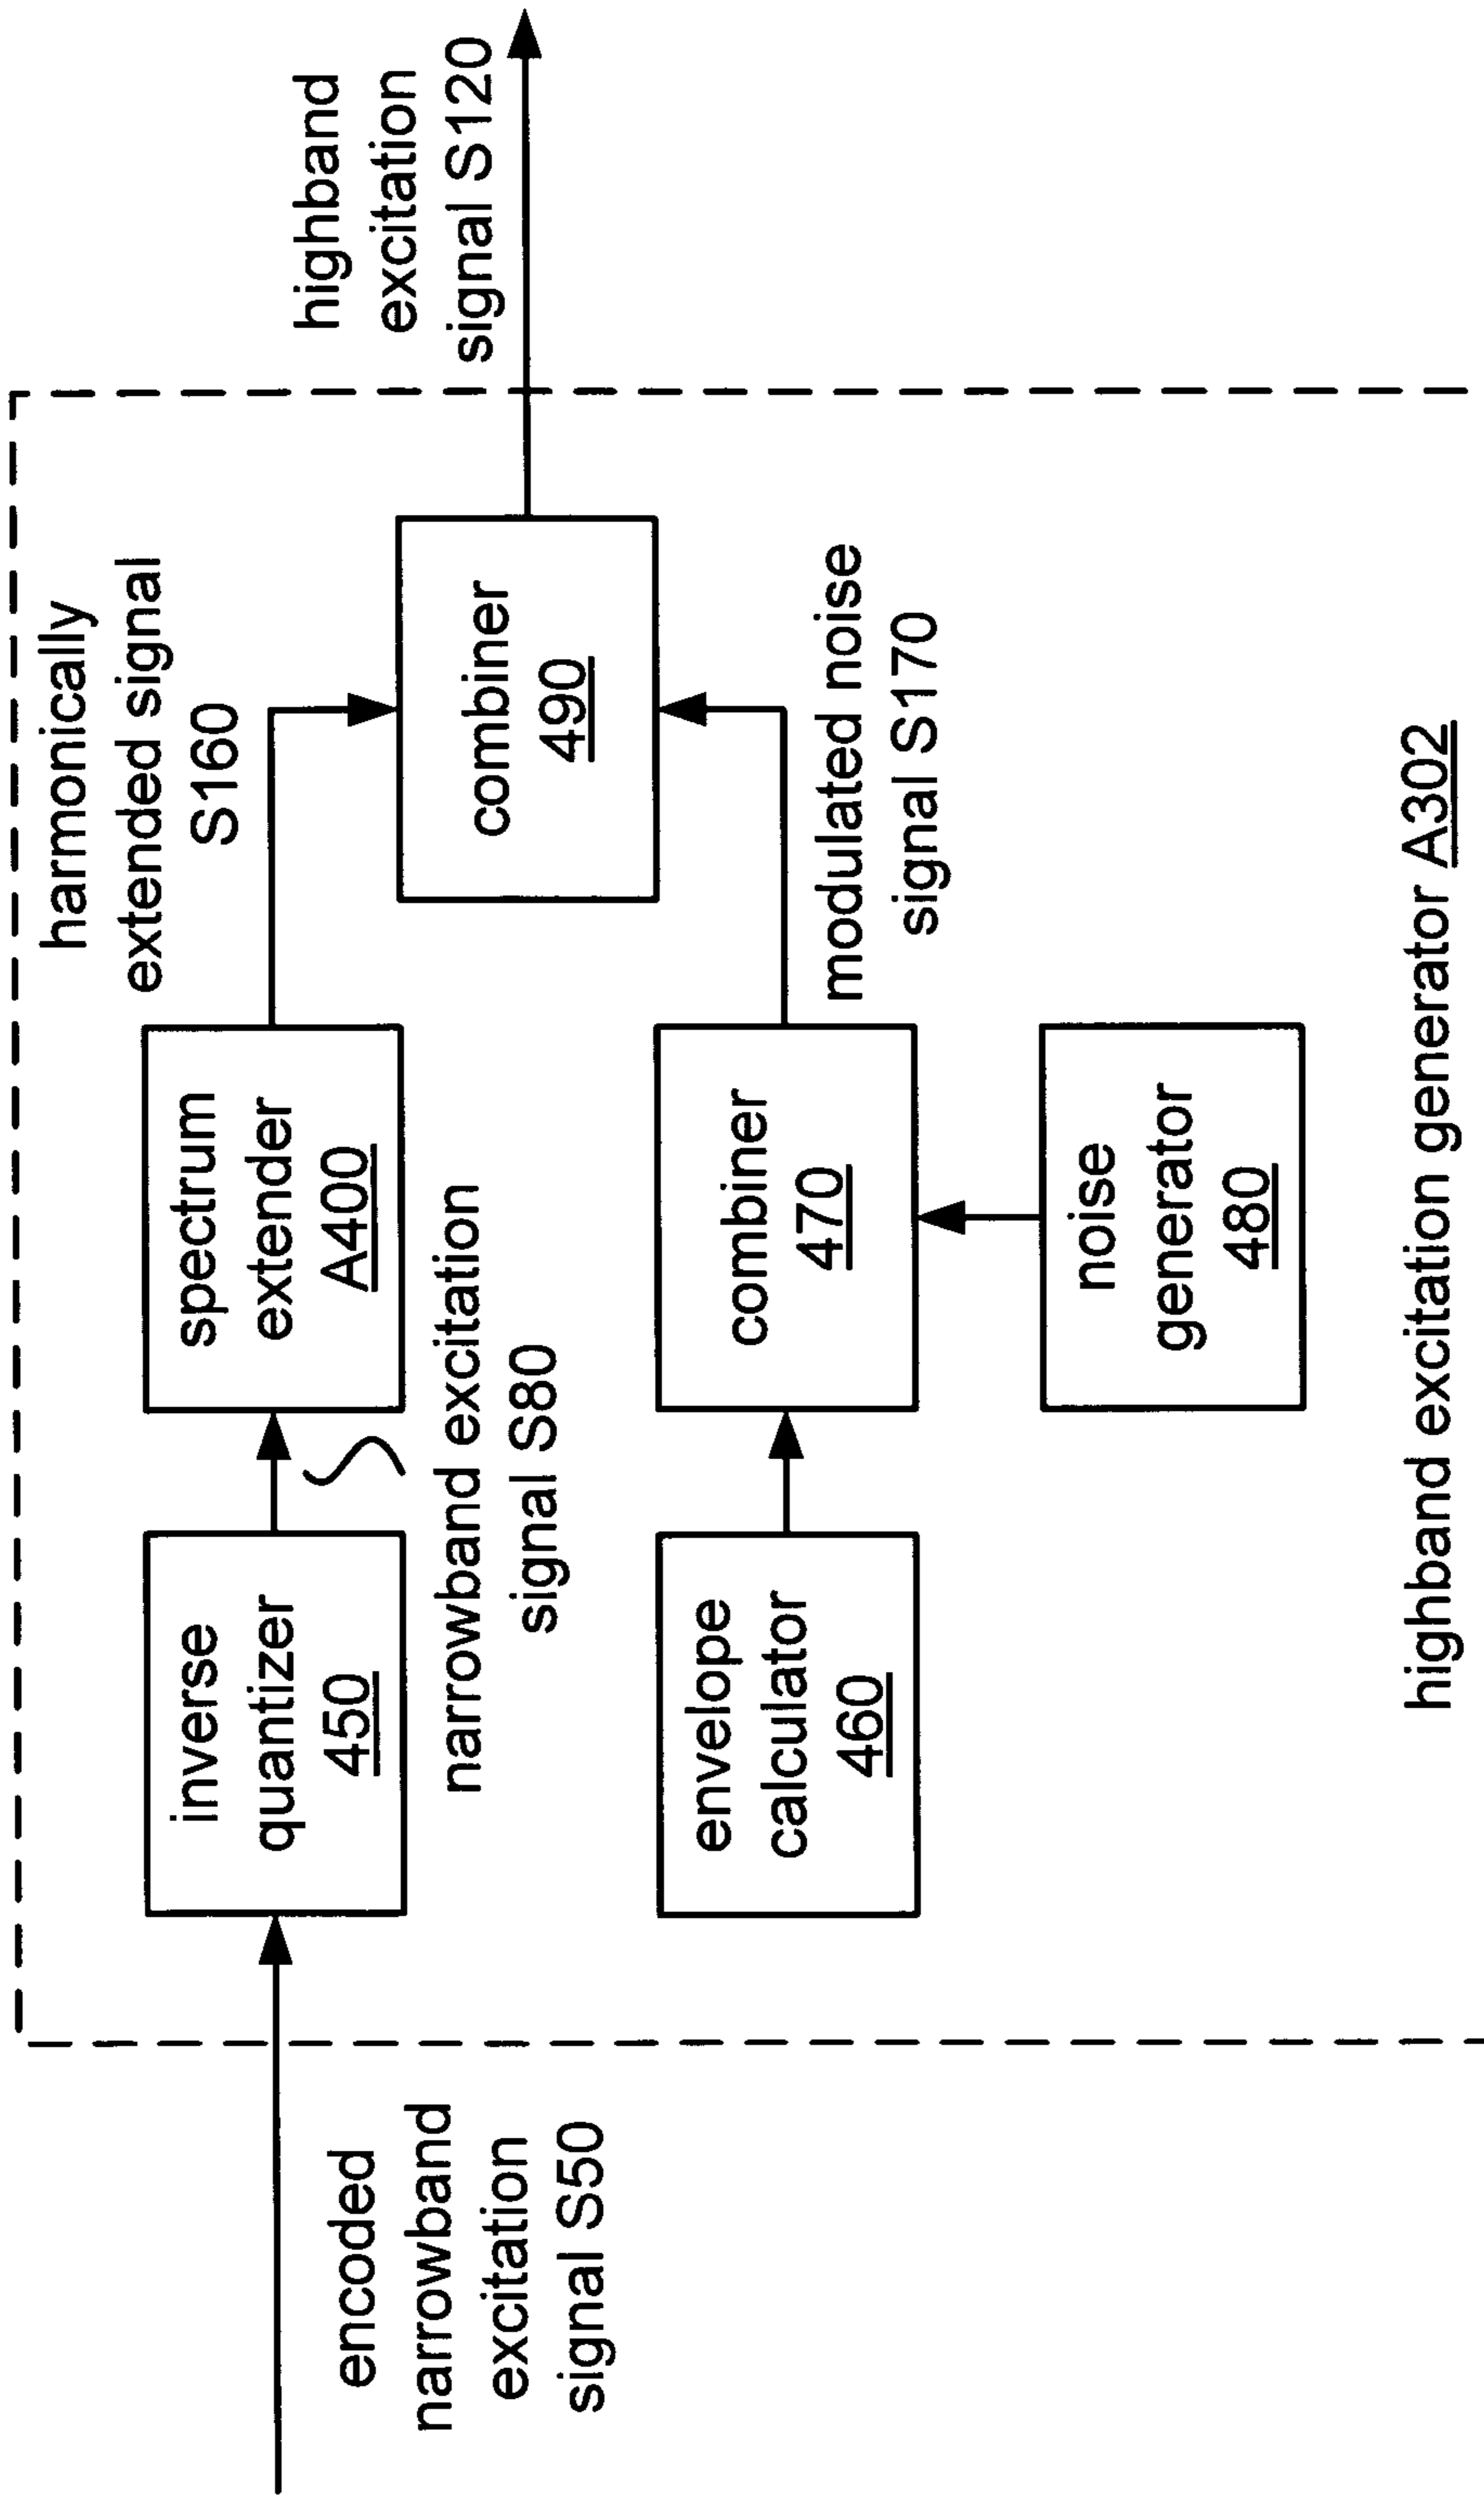 encoded
narrowband
excitation
signal S50
inverse
quantizer
450
narrowband excitation
signal S80
spectrum
extender
A400
harmonically
extended signal
S160
envelope
calculator
460
combiner
470
noise
generator
480
modulated noise
signal S170
combiner
490
highband
excitation
signal S120
highband excitation generator A302